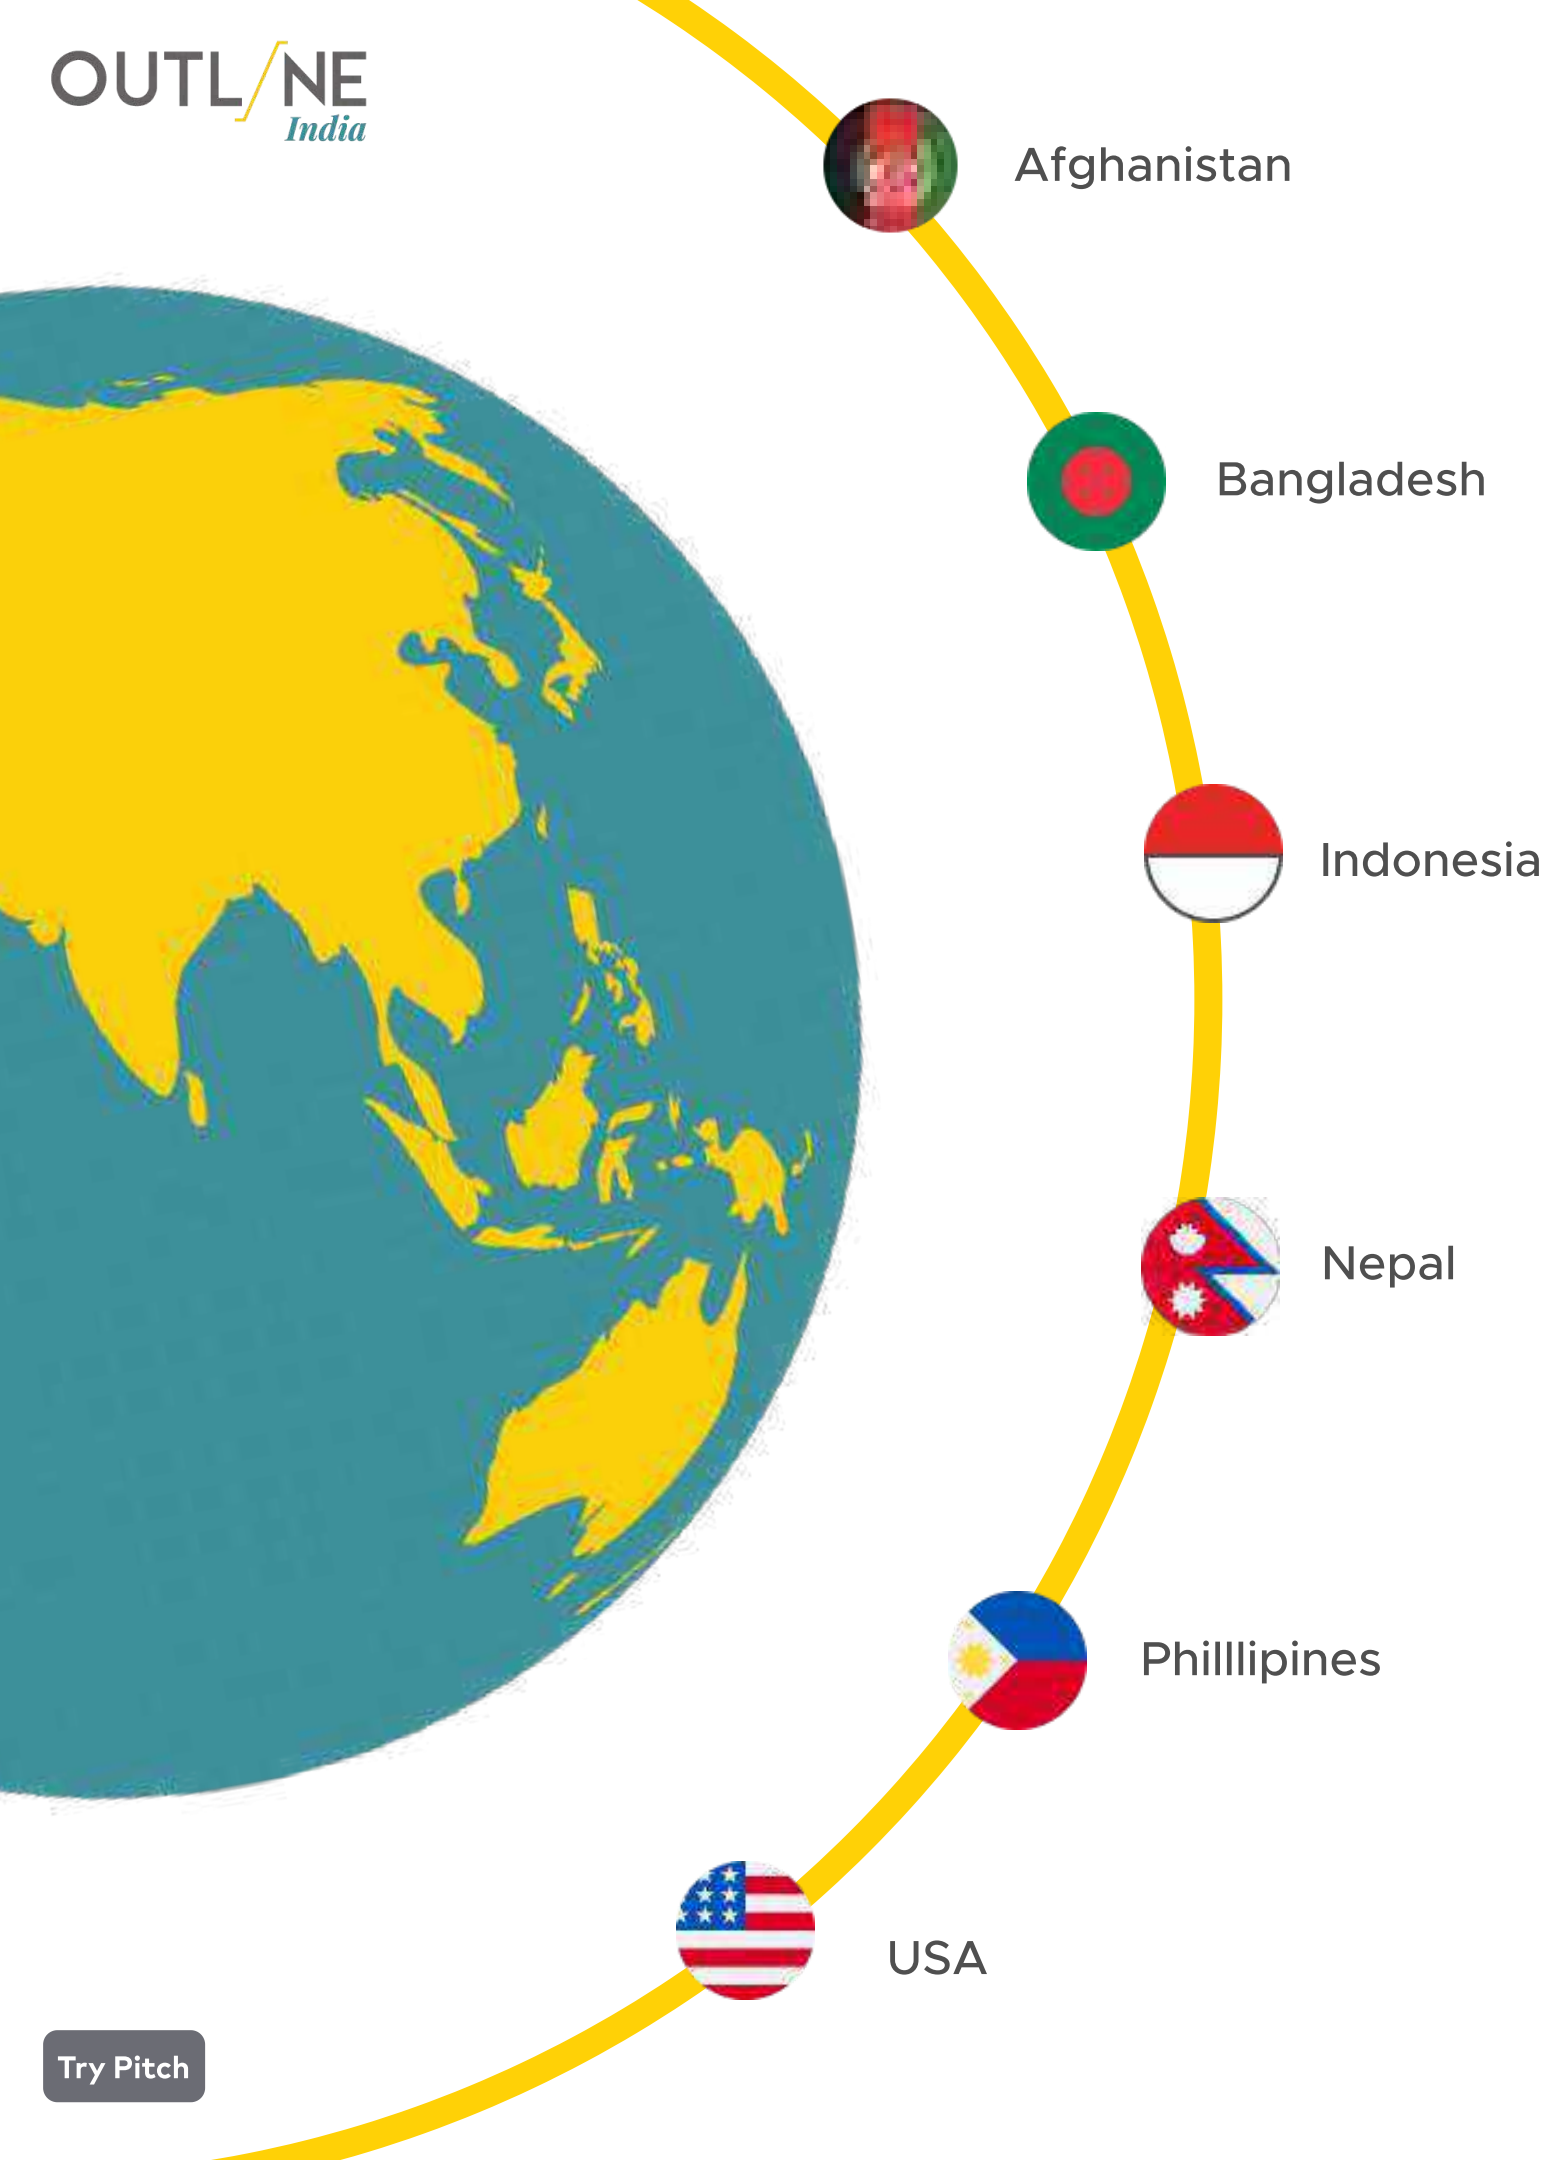 OUTLINE
India
Afghanistan
Bangladesh
Indonesia
Nepal
Philllipines
USA
Try Pitch